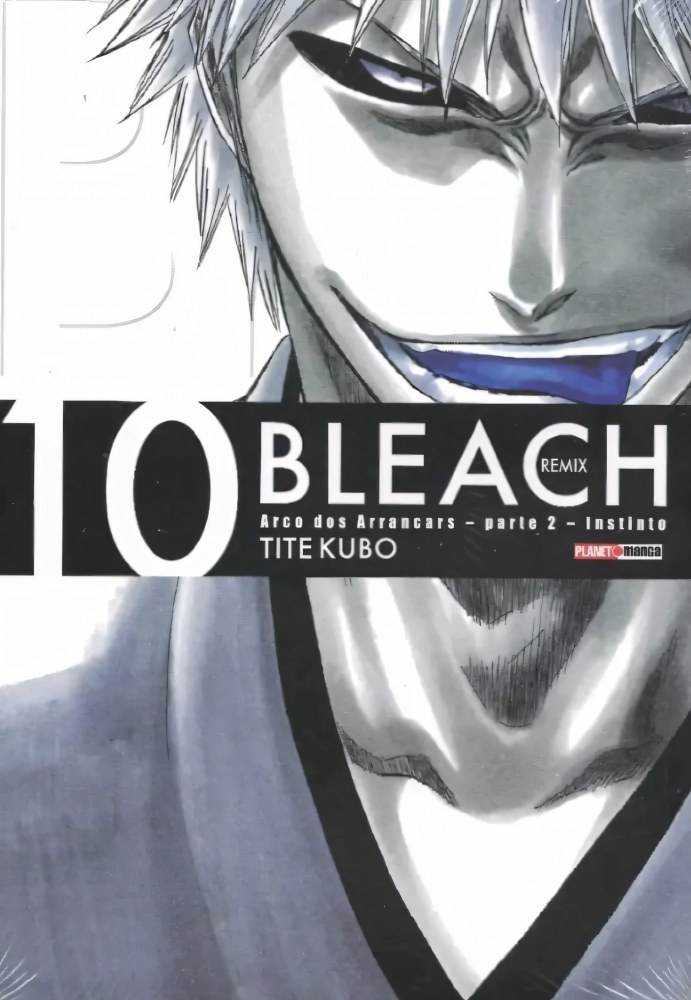 B
10
BLEACH
REMIX
Arco dos Arrancars – parte 2 – Instinto
TITE KUBO
PLANET manga